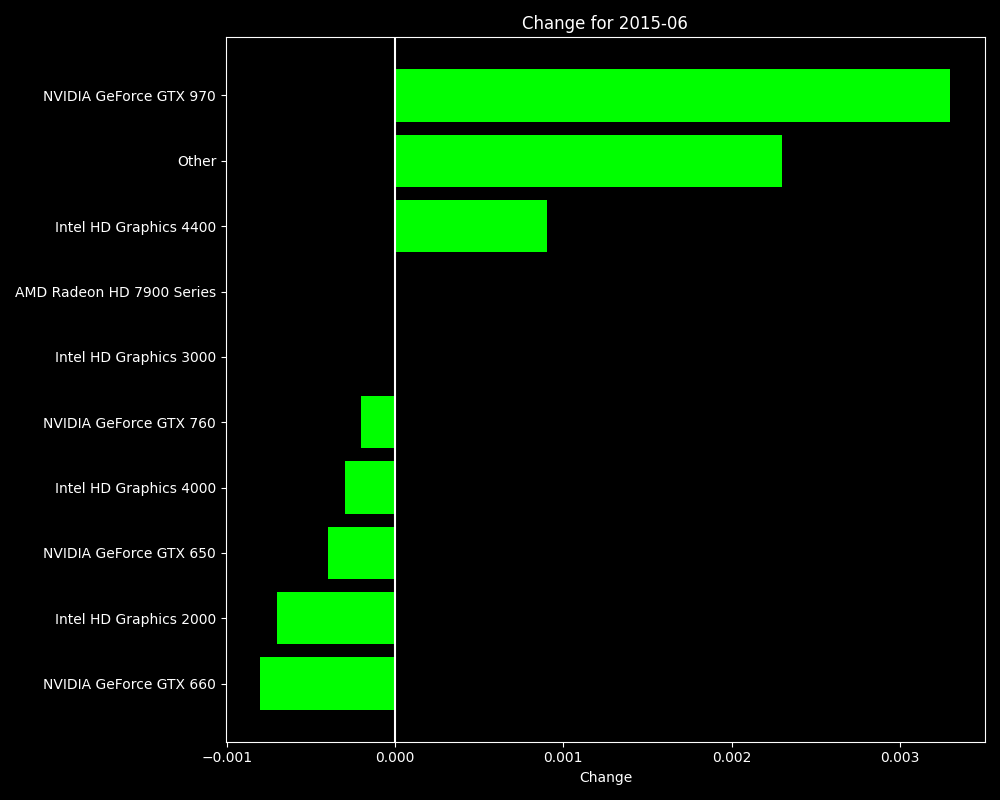 Change for 2015-06
NVIDIA GeForce GTX 970
Other
Intel HD Graphics 4400
AMD Radeon HD 7900 Series
Intel HD Graphics 3000
NVIDIA GeForce GTX 760
Intel HD Graphics 4000
NVIDIA GeForce GTX 650
Intel HD Graphics 2000
NVIDIA GeForce GTX 660
−0.001 0.000 0.001 0.002 0.003
Change